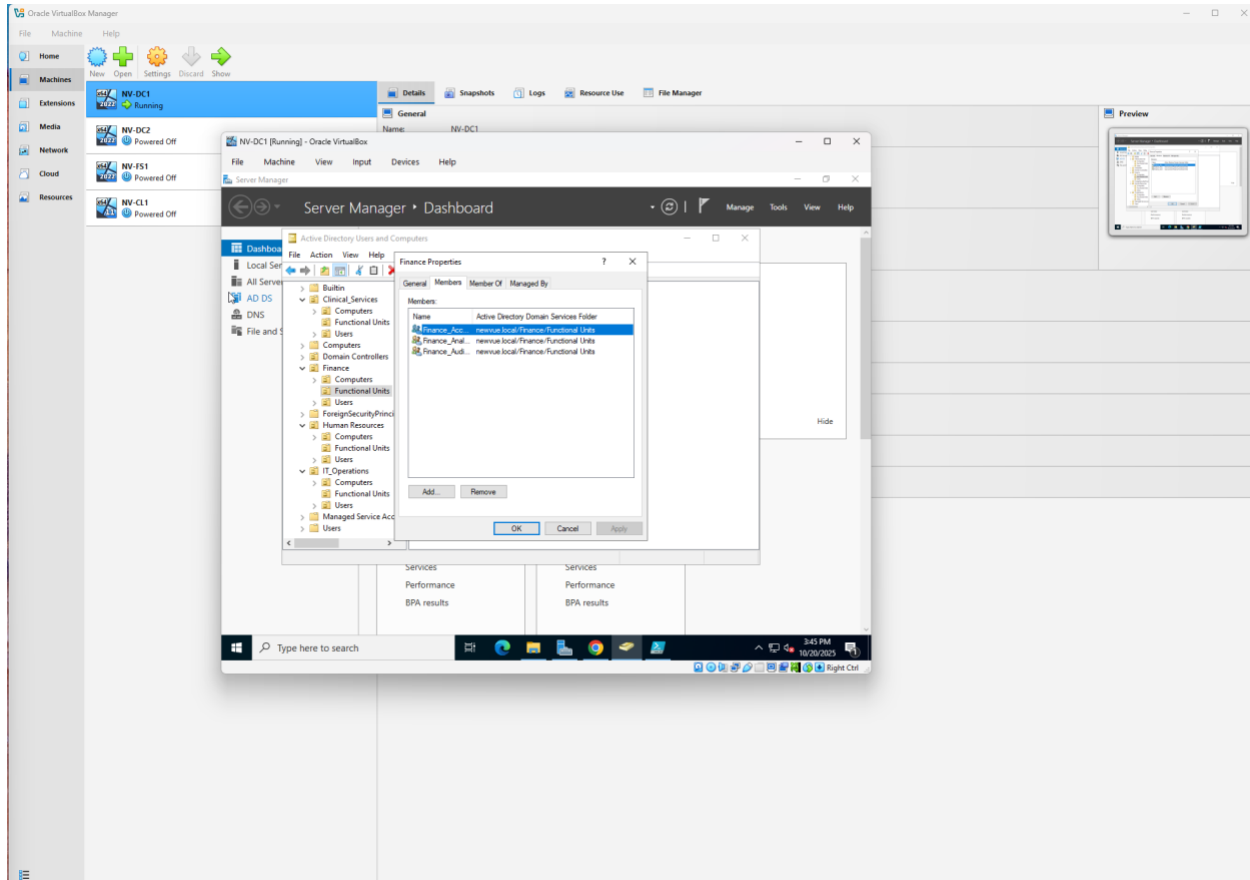 Oracle VirtualBox Manager
File Machine Help
Home
Machines
Extensions
Media
Network
Cloud
Resources
New Open Settings Discard Show
NV-DC1
Running
NV-DC2
Powered Off
NV-FS1
Powered Off
NV-CL1
Powered Off
Details Snapshots Logs Resource Use File Manager
General
Name: NV-DC1
Preview
NV-DC1 [Running] - Oracle VirtualBox
File Machine View Input Devices Help
Server Manager
Server Manager • Dashboard
Manage Tools View Help
Dashboa
Local Ser
All Server
AD DS
DNS
File and S
Active Directory Users and Computers
File Action View Help
Builtin
Clinical_Services
Computers
Functional Units
Users
Computers
Domain Controllers
Finance
Computers
Functional Units
Users
ForeignSecurityPrinci
Human Resources
Computers
Functional Units
Users
IT_Operations
Computers
Functional Units
Users
Managed Service Acc
Users
Finance Properties
General Members Member Of Managed By
Members:
Name Active Directory Domain Services Folder
Finance_Acc... newvue.local/Finance/Functional Units
Finance_Anal... newvue.local/Finance/Functional Units
Finance_Audi... newvue.local/Finance/Functional Units
Add... Remove
OK Cancel Apply
Hide
Services Services
Performance Performance
BPA results BPA results
Type here to search
3:45 PM
10/20/2025
Right Ctrl